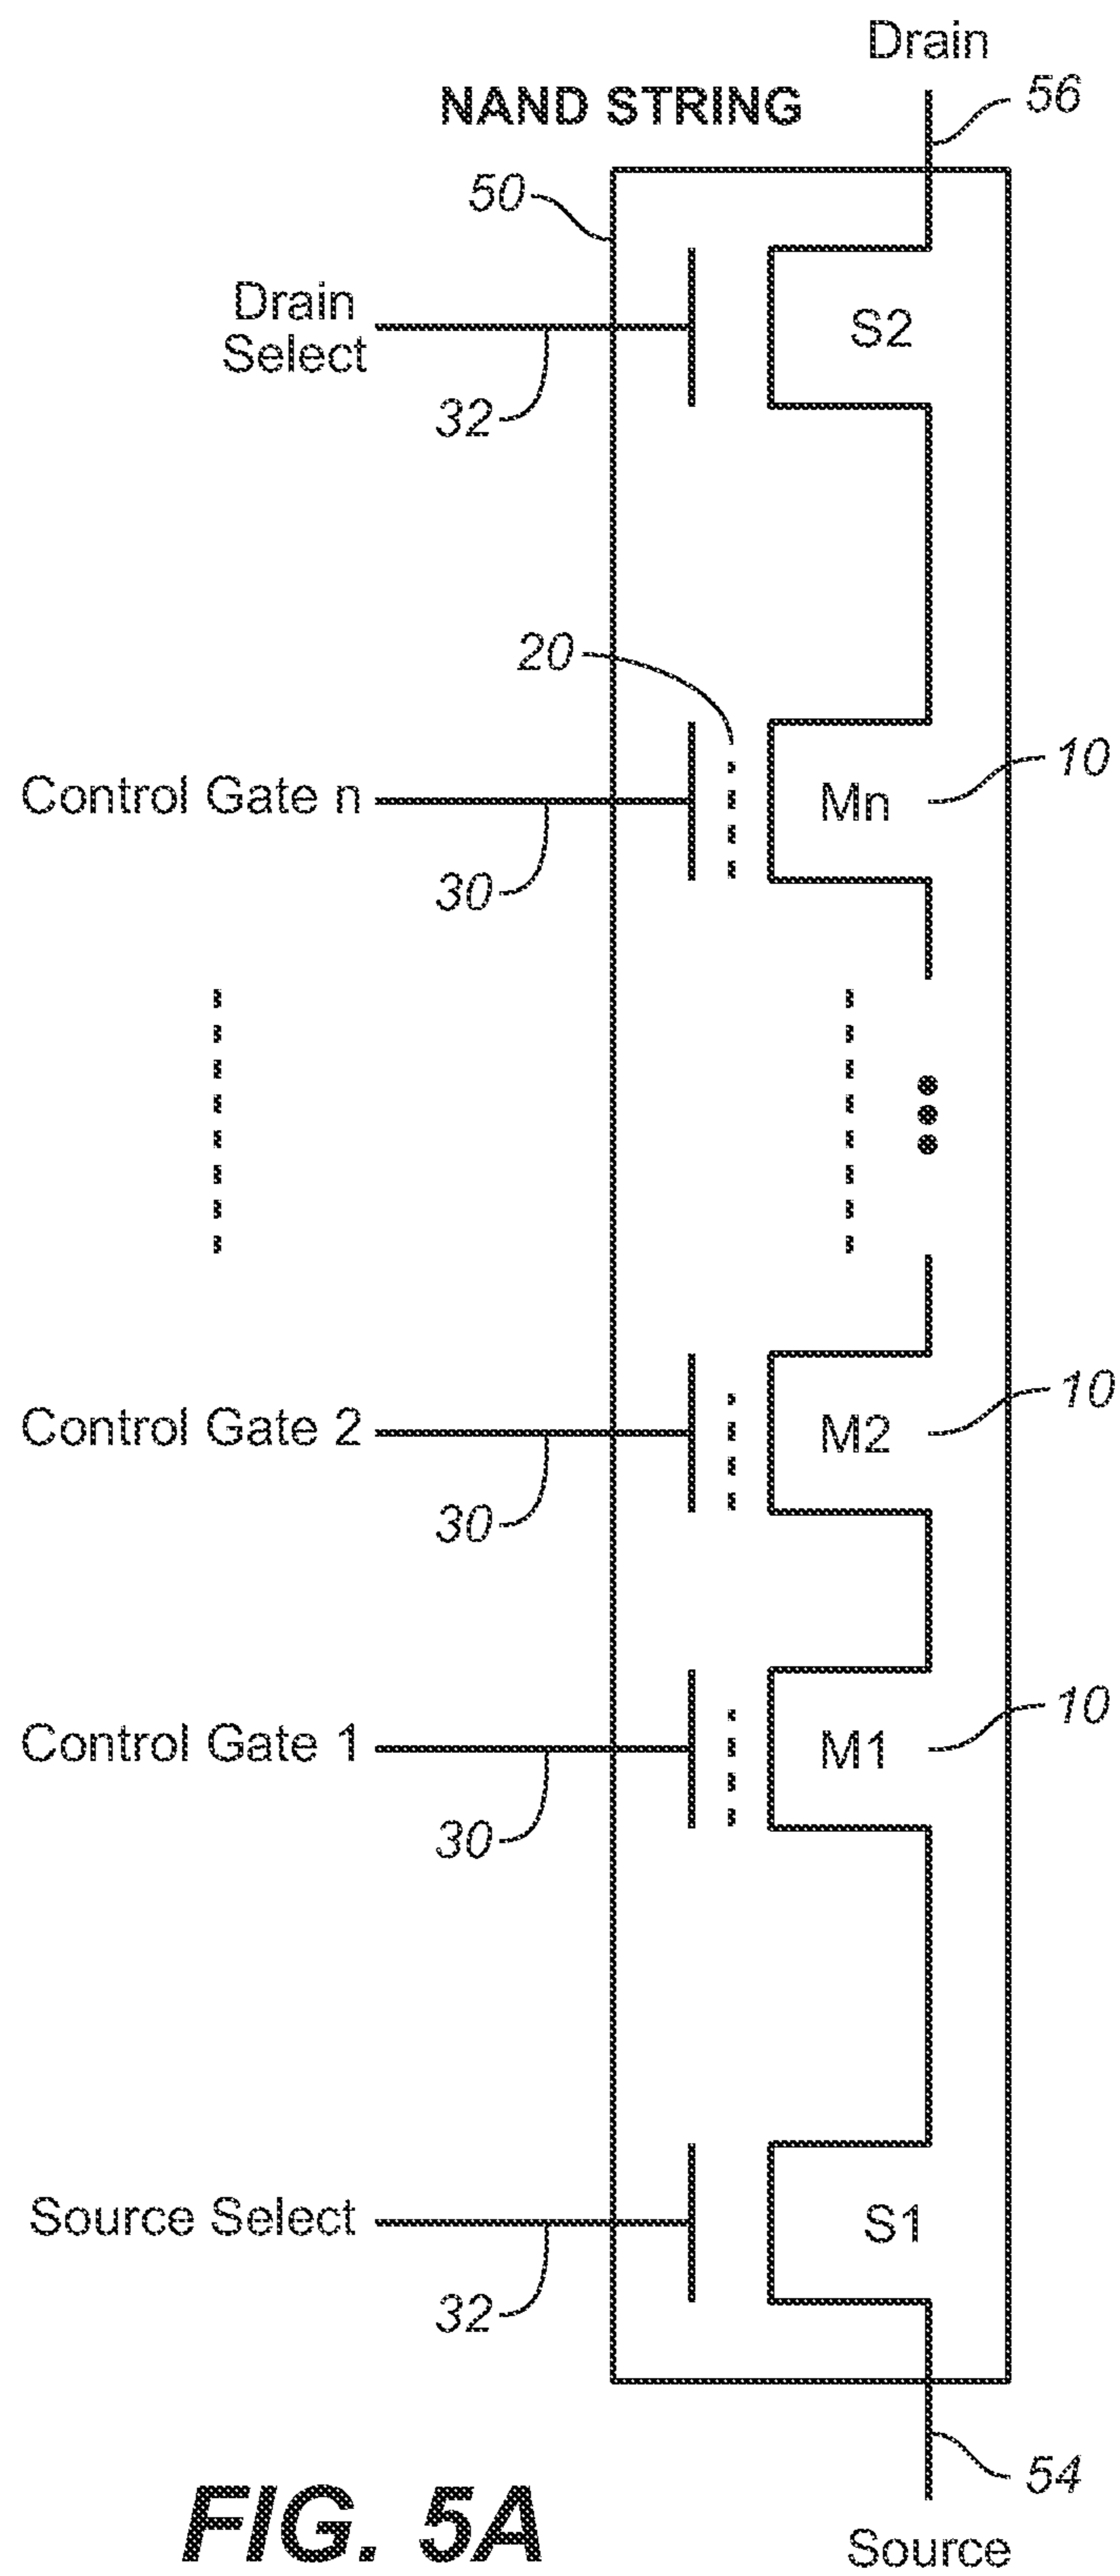 Drain
56
NAND STRING
50
Drain
Select
S2
32
20
10
Control Gate n
Mn
30
10
Control Gate 2
M2
30
10
Control Gate 1
M1
30
Source Select
S1
32
54
FIG. 5A
Source